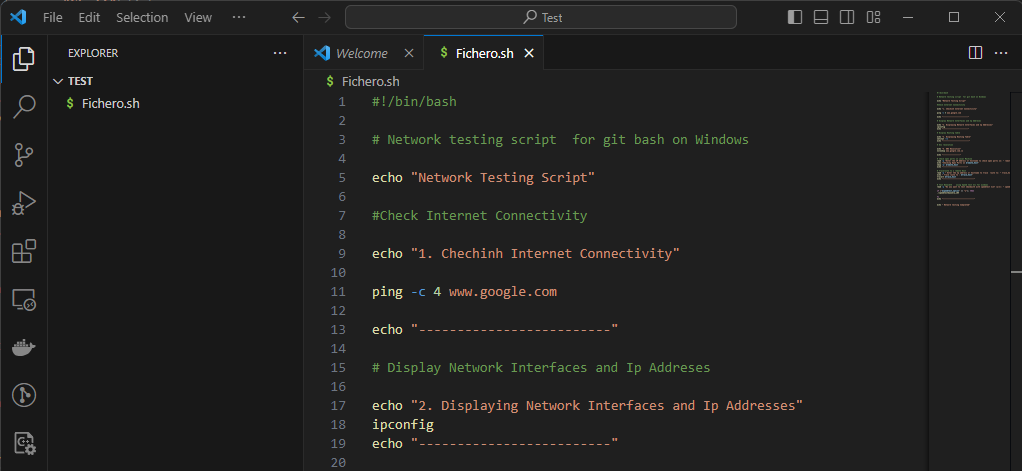 File Edit Selection View ··· Test
EXPLORER ···
Welcome
$ Fichero.sh
TEST
$ Fichero.sh
$ Fichero.sh
1 #!/bin/bash
2
3 # Network testing script  for git bash on Windows
4
5 echo "Network Testing Script"
6
7 #Check Internet Connectivity
8
9 echo "1. Chechinh Internet Connectivity"
10
11 ping -c 4 www.google.com
12
13 echo "-------------------------"
14
15 # Display Network Interfaces and Ip Addreses
16
17 echo "2. Displaying Network Interfaces and Ip Addresses"
18 ipconfig
19 echo "-------------------------"
20